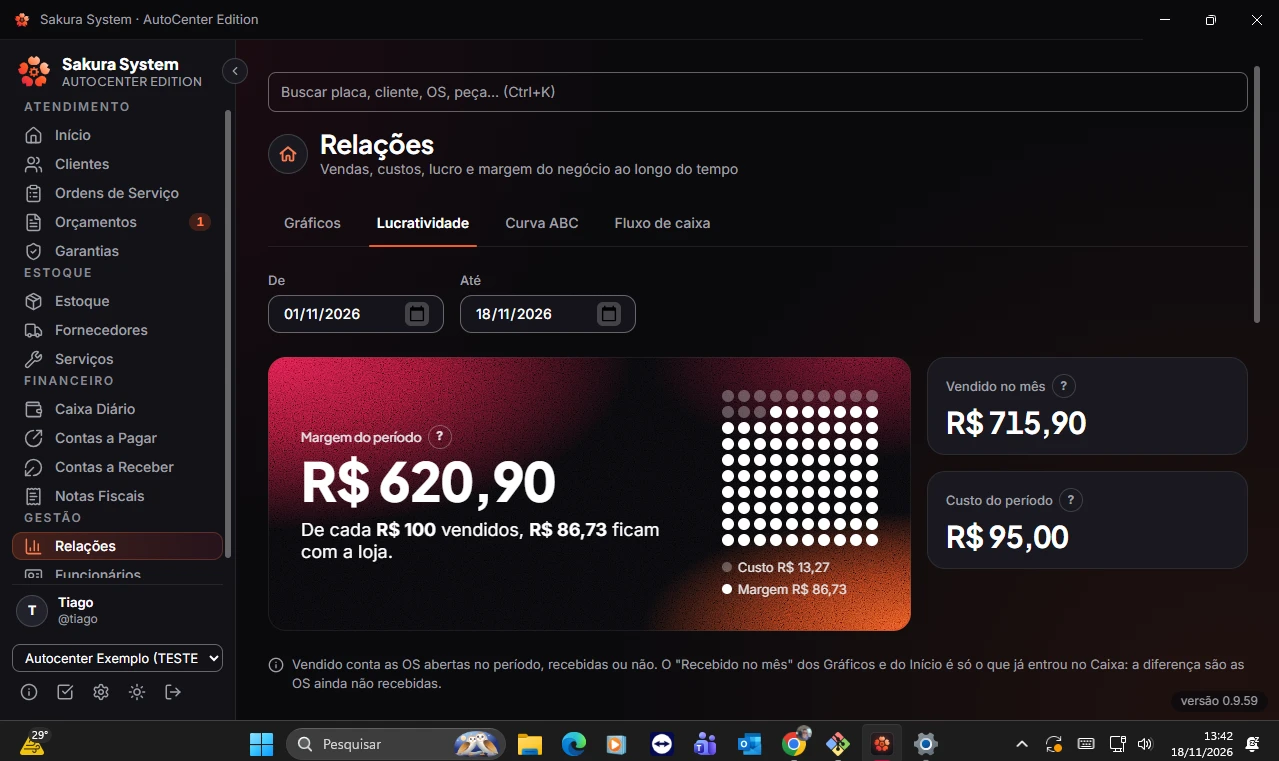 Sakura System · AutoCenter Edition
Sakura System
AUTOCENTER EDITION
ATENDIMENTO
Início
Clientes
Ordens de Serviço
Orçamentos 1
Garantias
ESTOQUE
Estoque
Fornecedores
Serviços
FINANCEIRO
Caixa Diário
Contas a Pagar
Contas a Receber
Notas Fiscais
GESTÃO
Relações
Funcionários
T
Tiago
@tiago
Autocenter Exemplo (TESTE
Buscar placa, cliente, OS, peça... (Ctrl+K)
Relações
Vendas, custos, lucro e margem do negócio ao longo do tempo
Gráficos Lucratividade Curva ABC Fluxo de caixa
De Até
01/11/2026 18/11/2026
Margem do período ?
R$ 620,90
De cada R$ 100 vendidos, R$ 86,73 ficam
com a loja.
Custo R$ 13,27
Margem R$ 86,73
Vendido no mês ?
R$ 715,90
Custo do período ?
R$ 95,00
Vendido conta as OS abertas no período, recebidas ou não. O "Recebido no mês" dos Gráficos e do Início é só o que já entrou no Caixa: a diferença são as
OS ainda não recebidas.
versão 0.9.59
29°
Pesquisar
13:42
18/11/2026